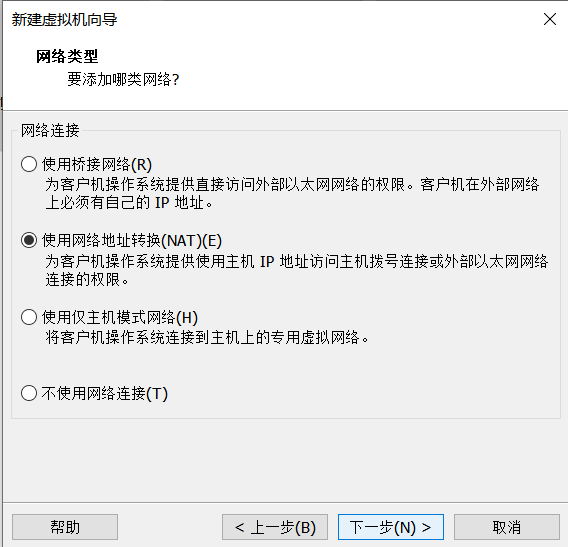 新建虚拟机向导
网络类型
要添加哪类网络?
网络连接
使用桥接网络(R)
为客户机操作系统提供直接访问外部以太网网络的权限。客户机在外部网络
上必须有自己的 IP 地址。
使用网络地址转换(NAT)(E)
为客户机操作系统提供使用主机 IP 地址访问主机拨号连接或外部以太网网络
连接的权限。
使用仅主机模式网络(H)
将客户机操作系统连接到主机上的专用虚拟网络。
不使用网络连接(T)
帮助
< 上一步(B)
下一步(N) >
取消